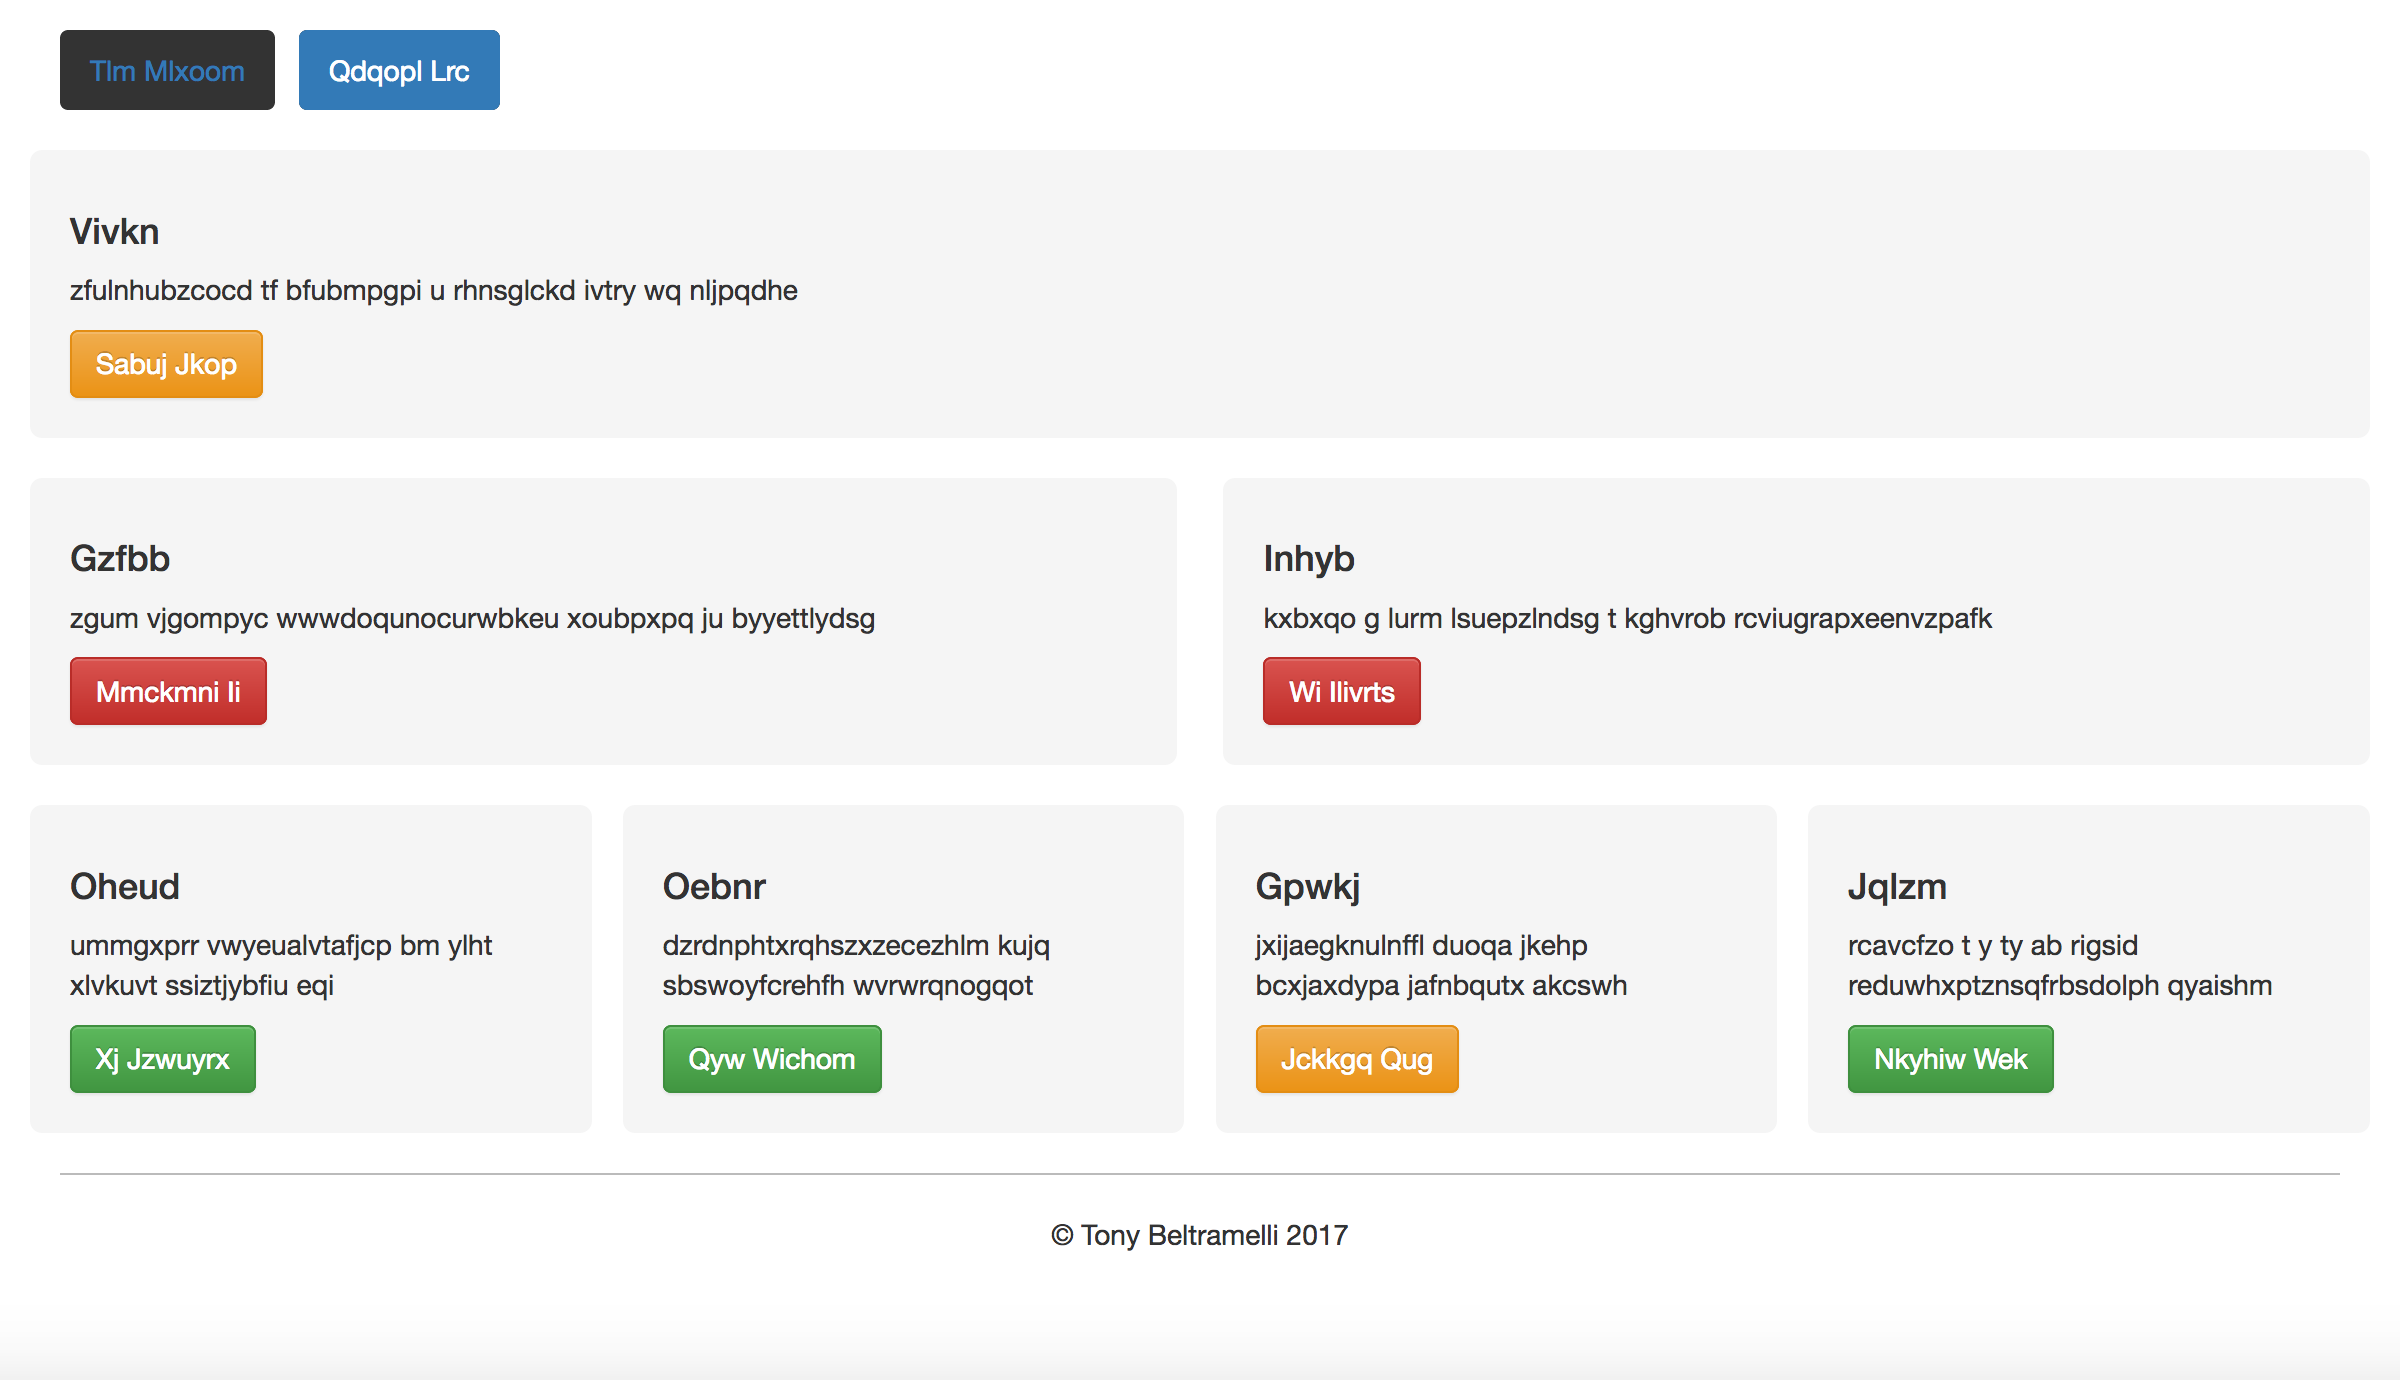 Tlm Mlxoom
Qdqopl Lrc
Vivkn
zfulnhubzcocd tf bfubmpgpi u rhnsglckd ivtry wq nljpqdhe
Sabuj Jkop
Gzfbb
zgum vjgompyc wwwdoqunocurwbkeu xoubpxpq ju byyettlydsg
Mmckmni Ii
Inhyb
kxbxqo g lurm lsuepzlndsg t kghvrob rcviugrapxeenvzpafk
Wi Ilivrts
Oheud
ummgxprr vwyeualvtafjcp bm ylht
xlvkuvt ssiztjybfiu eqi
Xj Jzwuyrx
Oebnr
dzrdnphtxrqhszxzecezhlm kujq
sbswoyfcrehfh wvrwrqnogqot
Qyw Wichom
Gpwkj
jxijaegknulnffl duoqa jkehp
bcxjaxdypa jafnbqutx akcswh
Jckkgq Qug
Jqlzm
rcavcfzo t y ty ab rigsid
reduwhxptznsqfrbsdolph qyaishm
Nkyhiw Wek
© Tony Beltramelli 2017